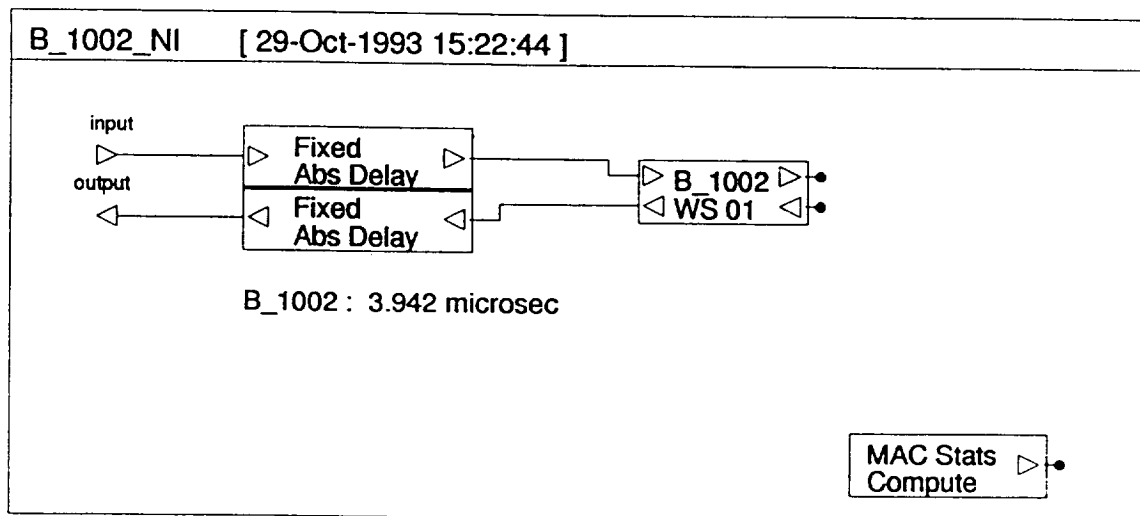 B_1002_NI [ 29-Oct-1993 15:22:44 ]
input
Fixed
Abs Delay
output
Fixed
Abs Delay
B_1002
WS 01
B_1002 : 3.942 microsec
MAC Stats
Compute